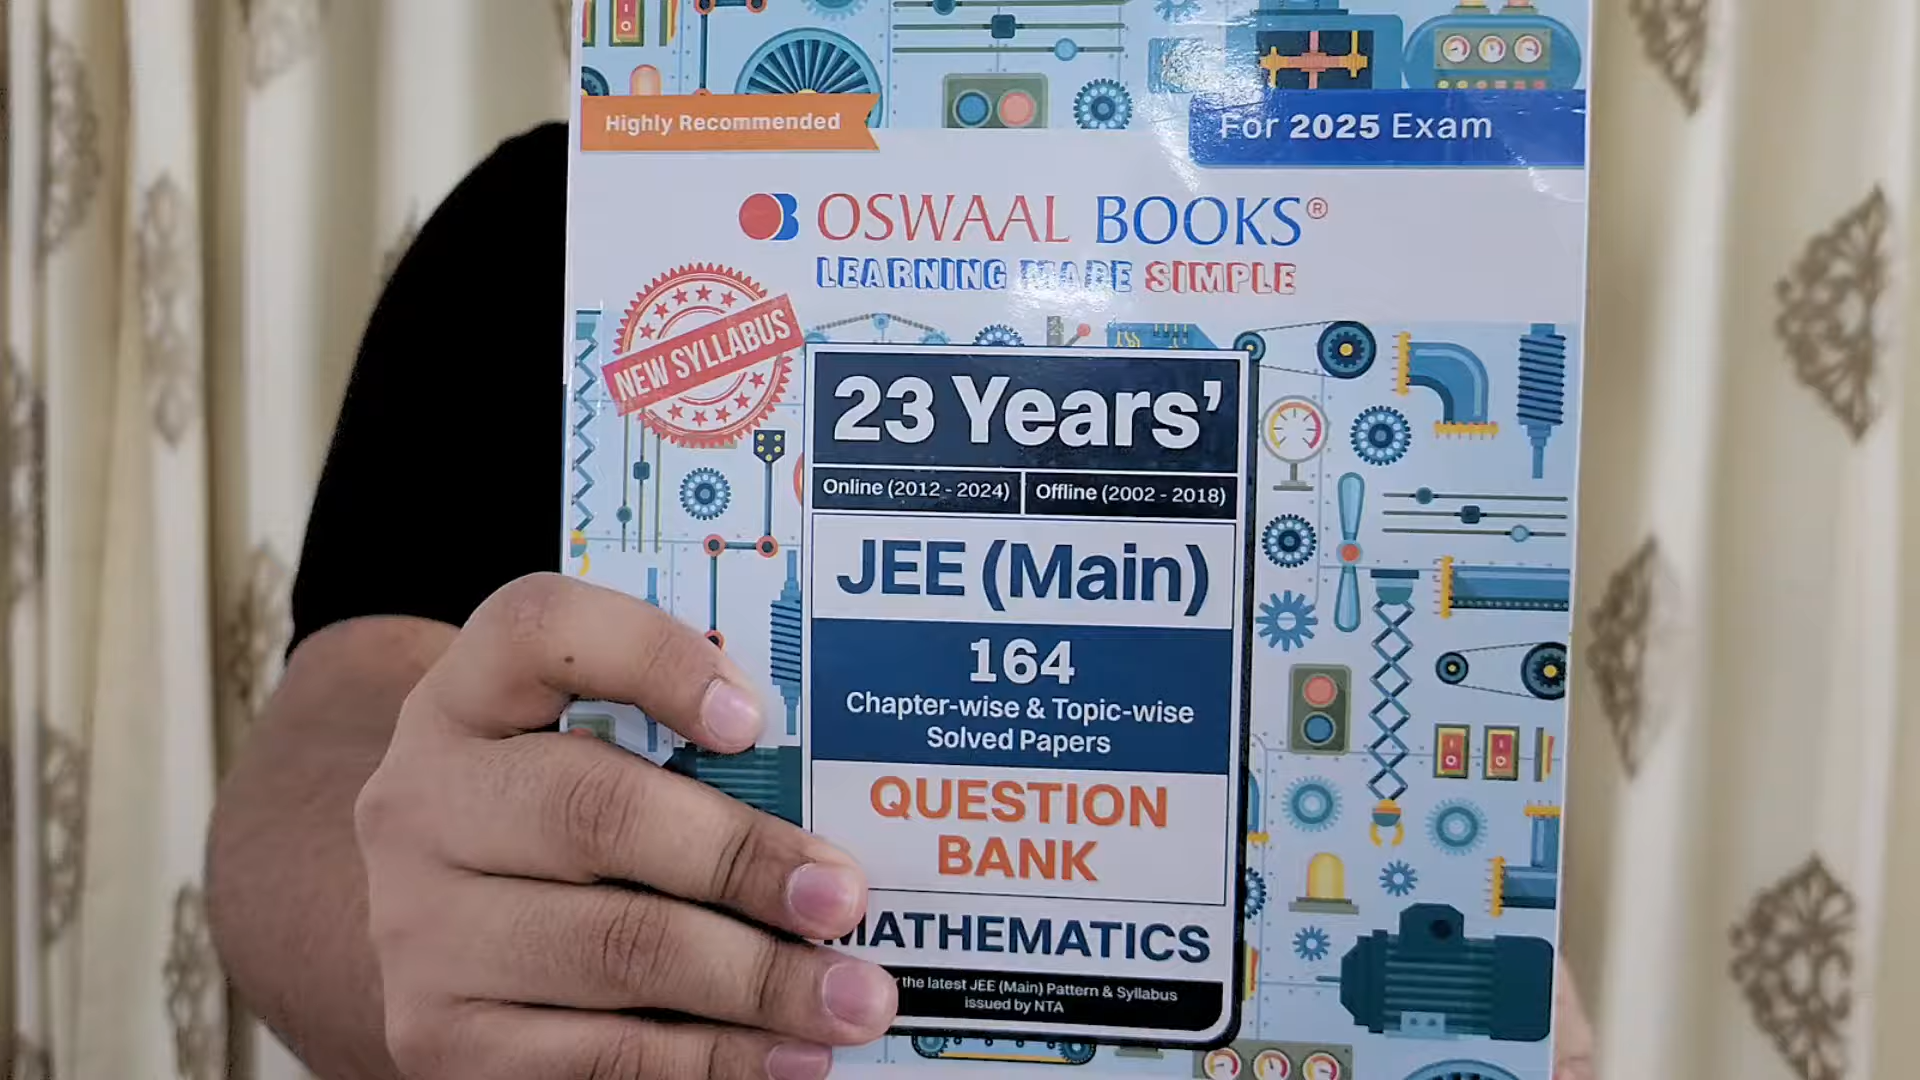 Highly Recommended
For 2025 Exam
OSWAAL BOOKS®
LEARNING MADE SIMPLE
NEW SYLLABUS
23 Years’
Online (2012 - 2024)
Offline (2002 - 2018)
JEE (Main)
164
Chapter-wise & Topic-wise
Solved Papers
QUESTION
BANK
MATHEMATICS
the latest JEE (Main) Pattern & Syllabus
issued by NTA